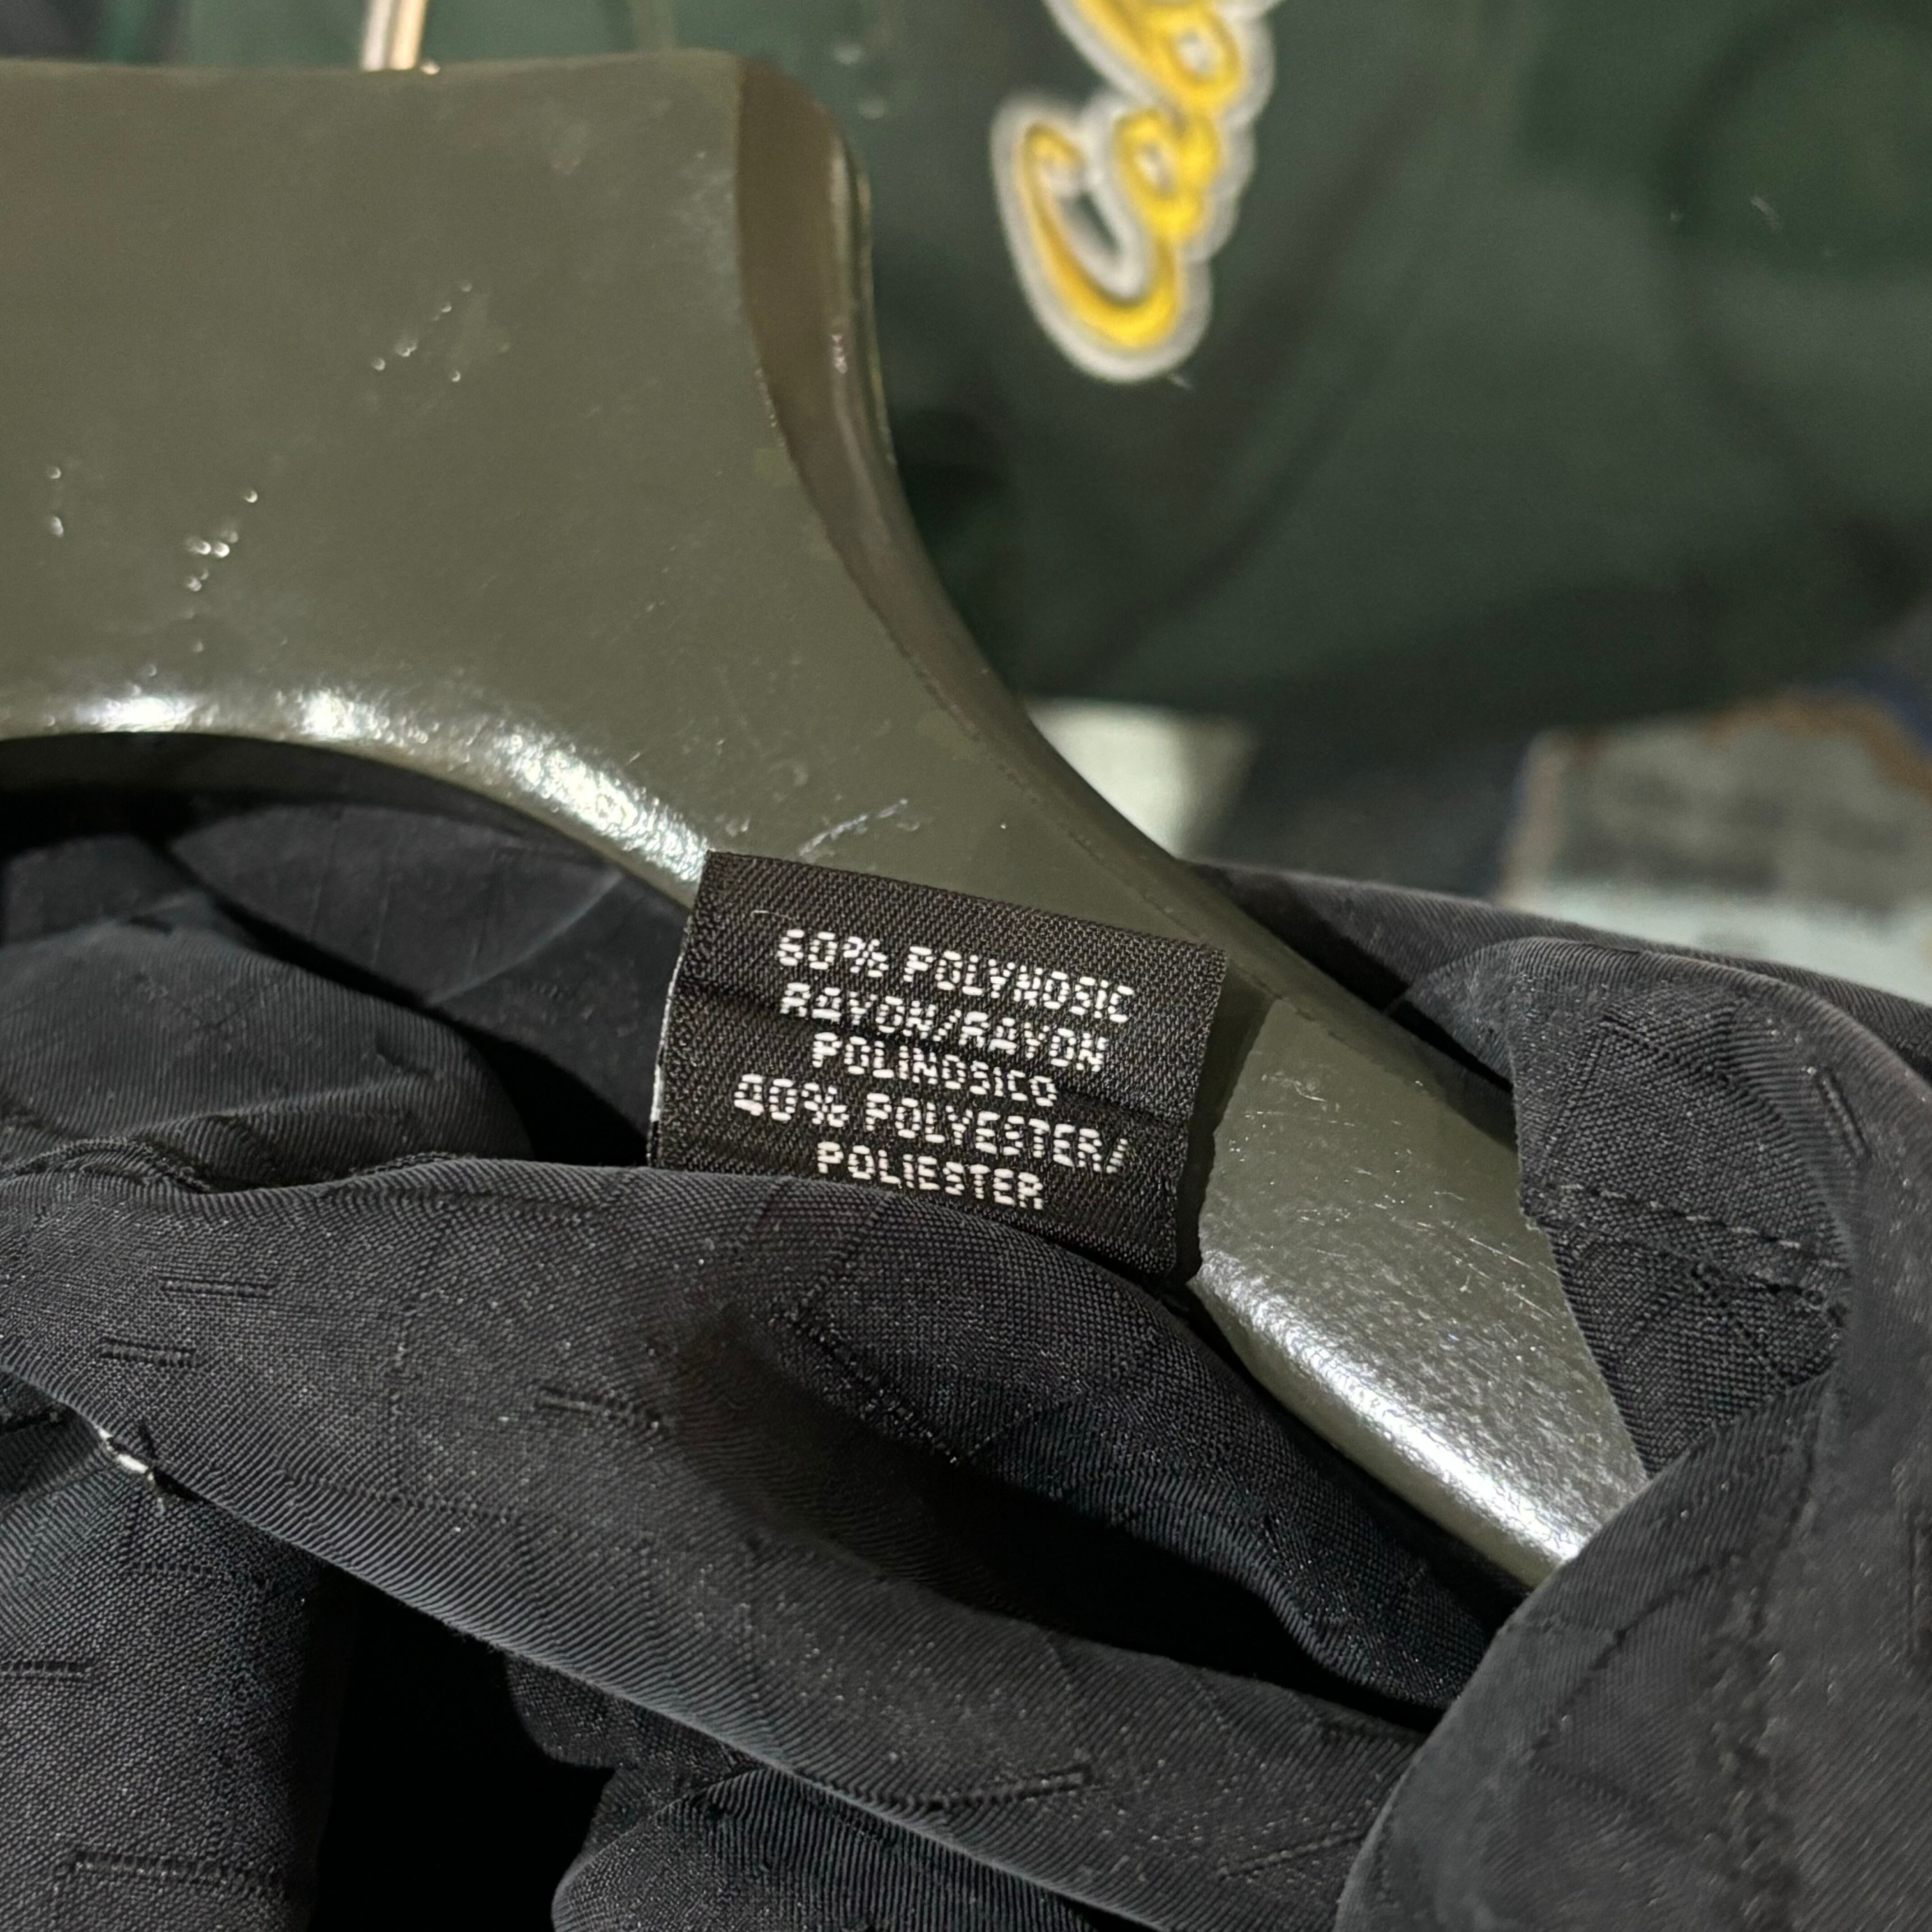 60% POLYNOSIC
RAYON/RAYON
POLINOSICO
40% POLYESTER/
POLIESTER